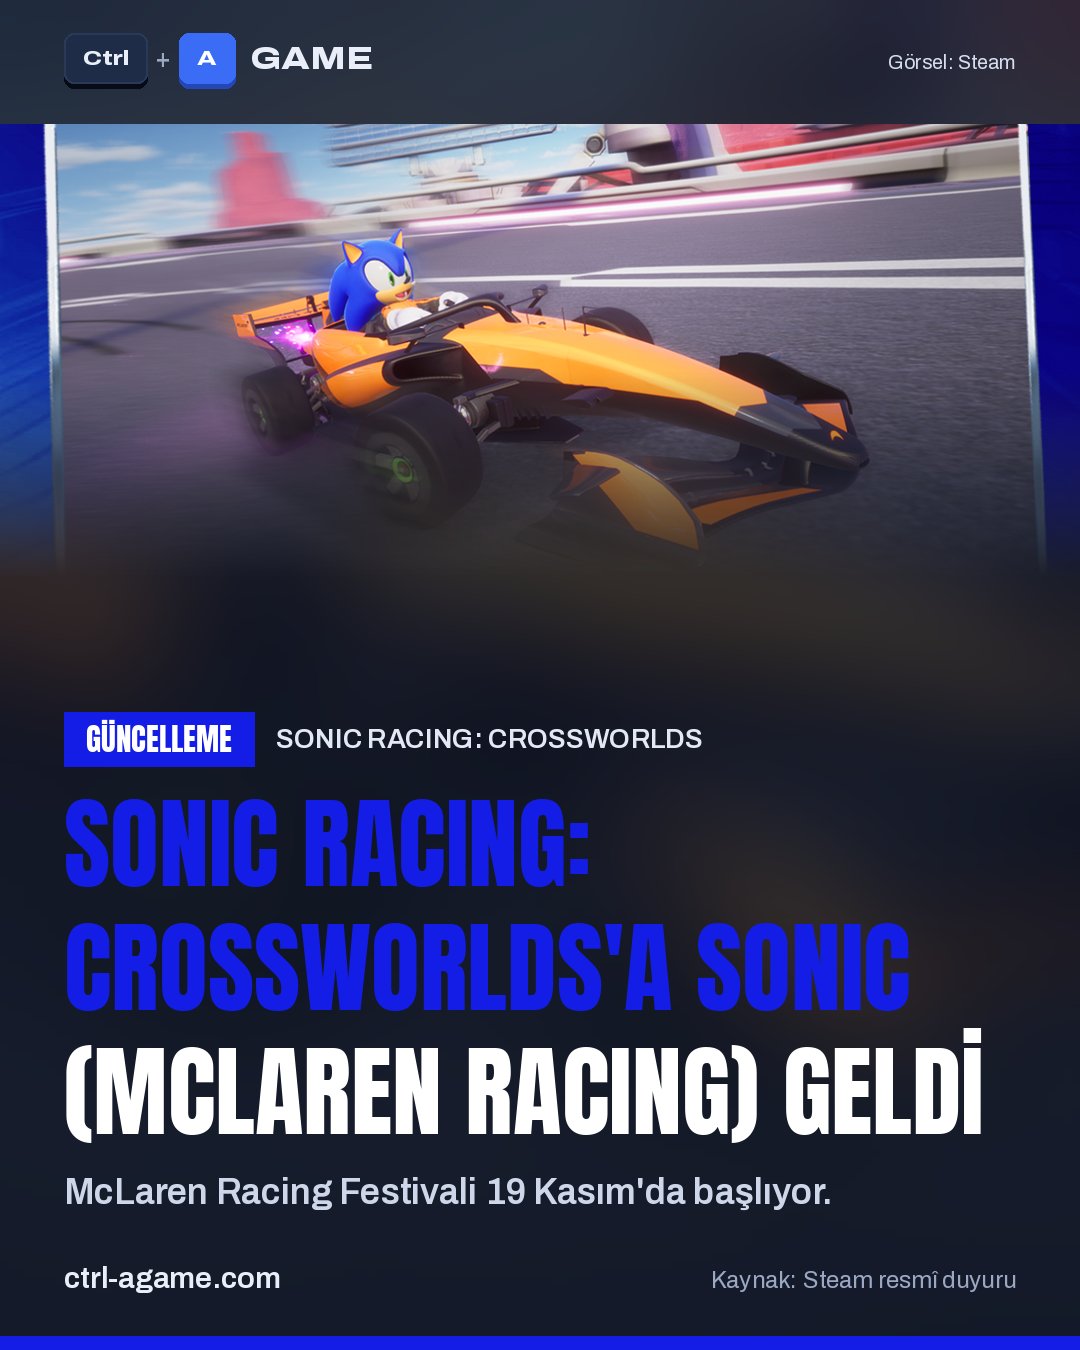 Ctrl + A GAME
Görsel: Steam
GÜNCELLEME
SONIC RACING: CROSSWORLDS
SONIC RACING:
CROSSWORLDS'A SONIC
(MCLAREN RACING) GELDİ
McLaren Racing Festivali 19 Kasım'da başlıyor.
ctrl-agame.com
Kaynak: Steam resmî duyuru